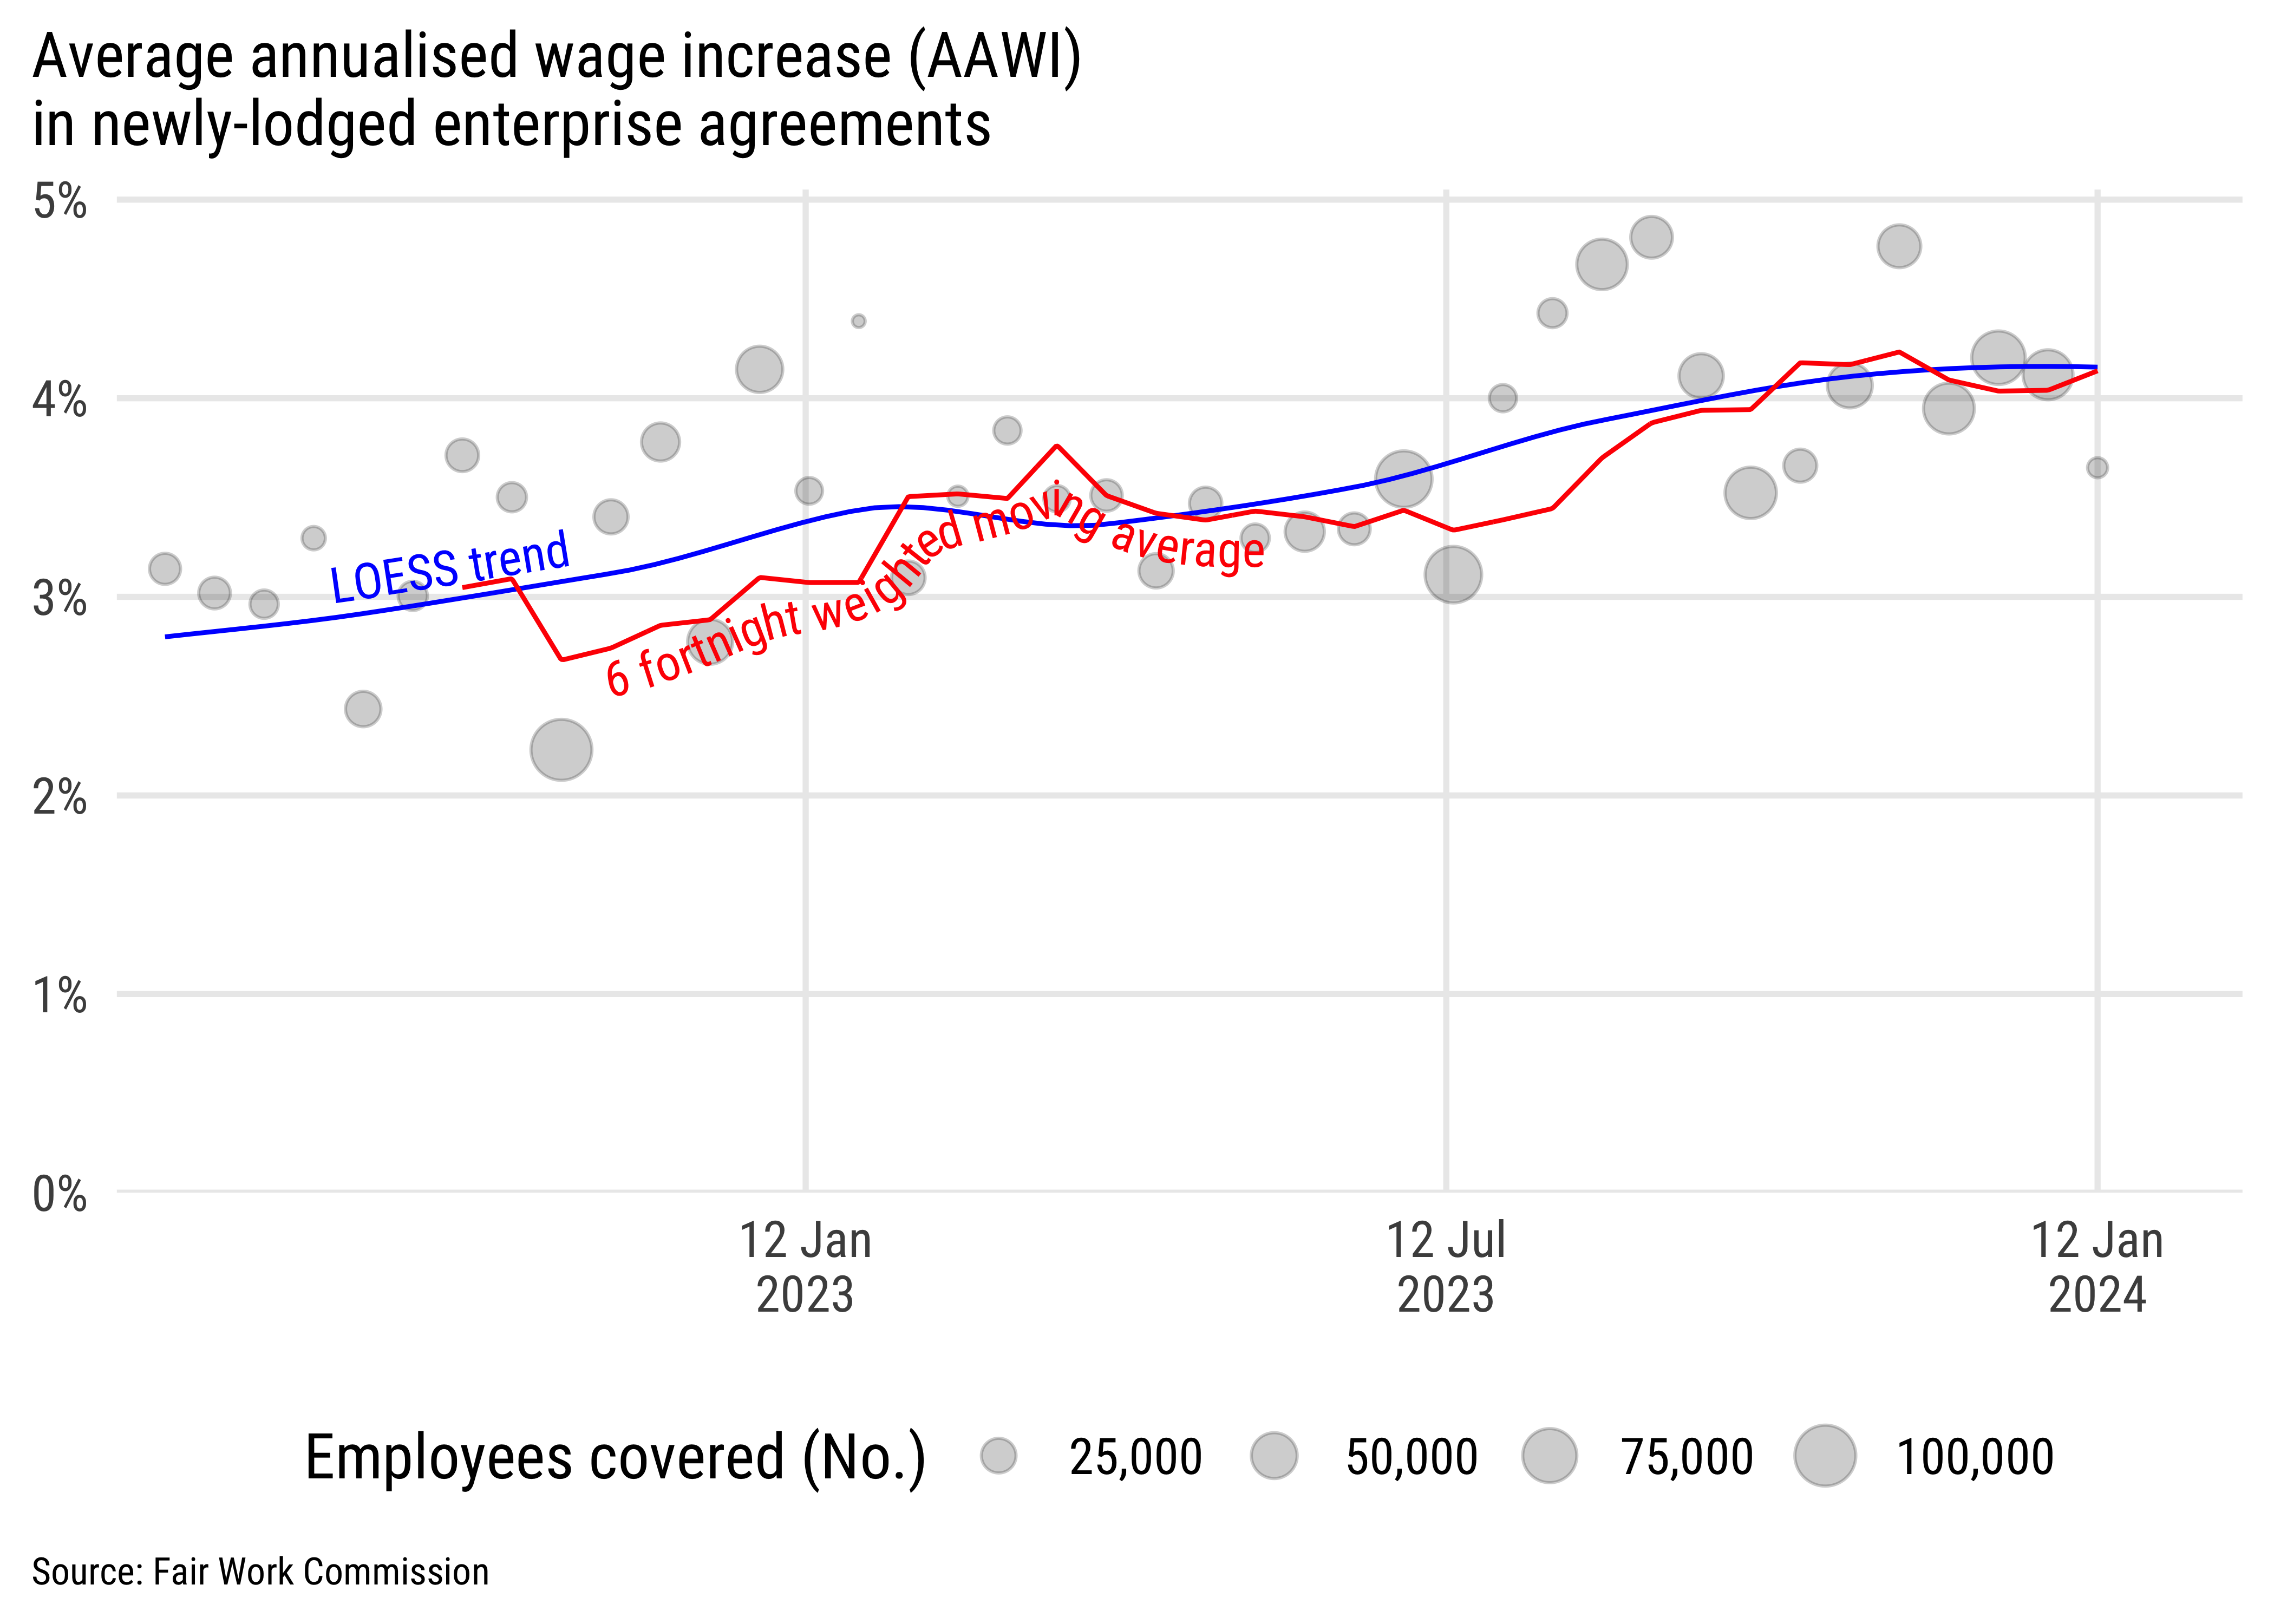 Average annualised wage increase (AAWI)
in newly-lodged enterprise agreements
5%
4%
3%
2%
1%
0%
LOESS trend
6 fortnight weighted moving average
12 Jan
2023
12 Jul
2023
12 Jan
2024
Employees covered (No.) 25,000 50,000 75,000 100,000
Source: Fair Work Commission